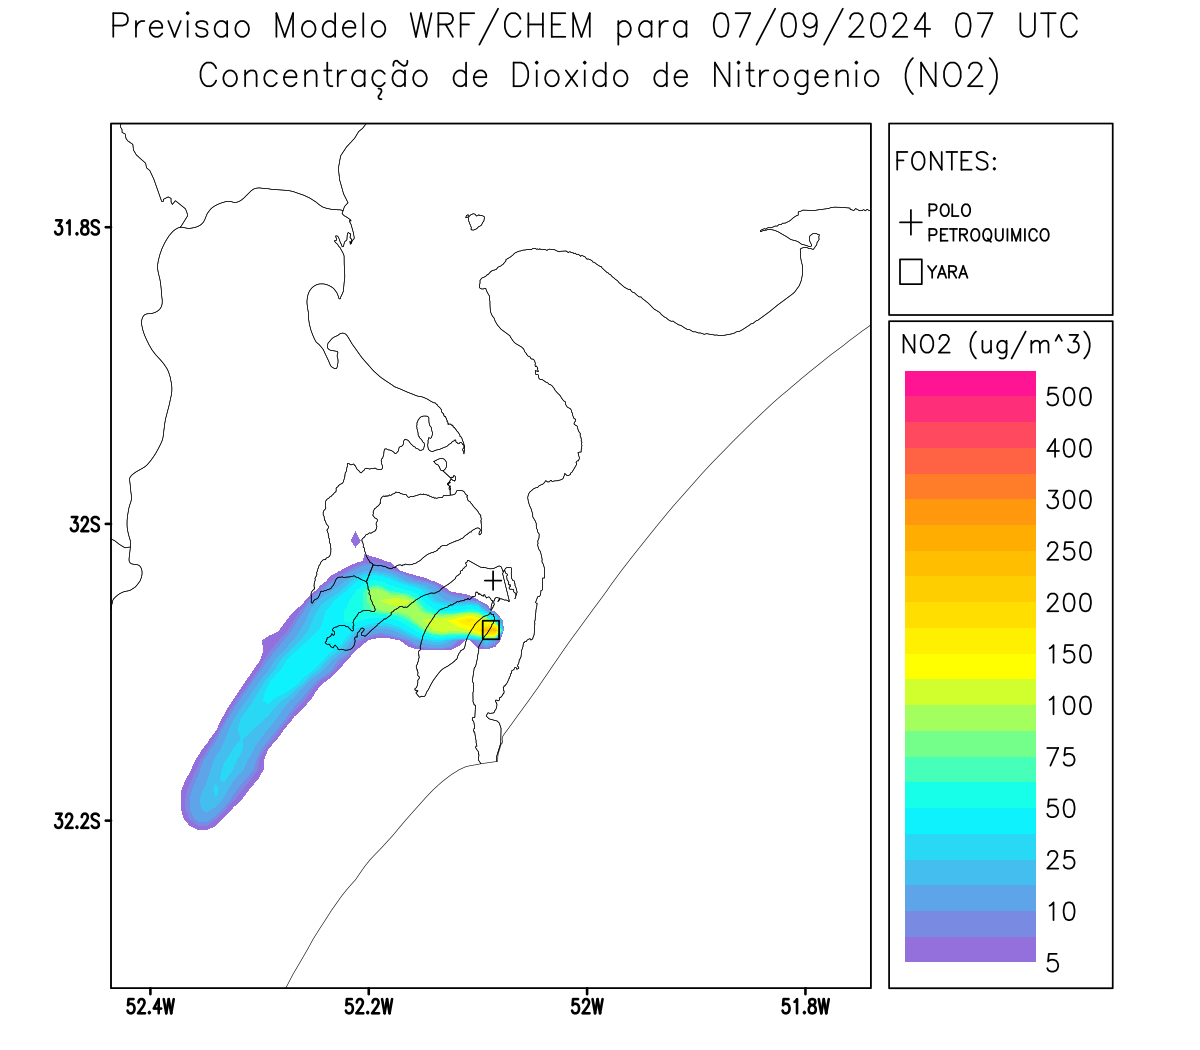 Previsao Modelo WRF/CHEM para 07/09/2024 07 UTC
Concentração de Dioxido de Nitrogenio (NO2)
FONTES:
POLO
PETROQUIMICO
YARA
NO2 (ug/m^3)
500
400
300
250
200
150
100
75
50
25
10
5
31.8S
32S
32.2S
52.4W
52.2W
52W
51.8W